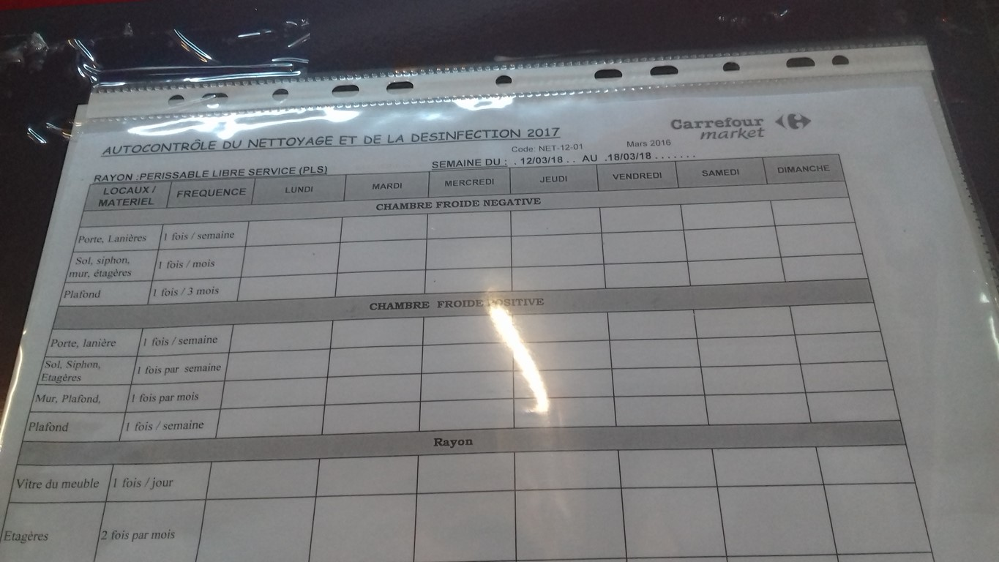 Carrefour
market
AUTOCONTRÔLE DU NETTOYAGE ET DE LA DESINFECTION 2017
Code: NET-12-01 Mars 2016
SEMAINE DU : . 12/03/18 . . AU .18/03/18 . . . . . . .
RAYON :PERISSABLE LIBRE SERVICE (PLS)
LOCAUX / MATERIEL FREQUENCE LUNDI MARDI MERCREDI JEUDI VENDREDI SAMEDI DIMANCHE
CHAMBRE FROIDE NEGATIVE
Porte, Lanières 1 fois / semaine
Sol, siphon,
mur, étagères 1 fois / mois
Plafond 1 fois / 3 mois
CHAMBRE FROIDE POSITIVE
Porte, lanière 1 fois / semaine
Sol, Siphon,
Etagères 1 fois par semaine
Mur, Plafond, 1 fois par mois
Plafond 1 fois / semaine
Rayon
Vitre du meuble 1 fois / jour
Etagères 2 fois par mois